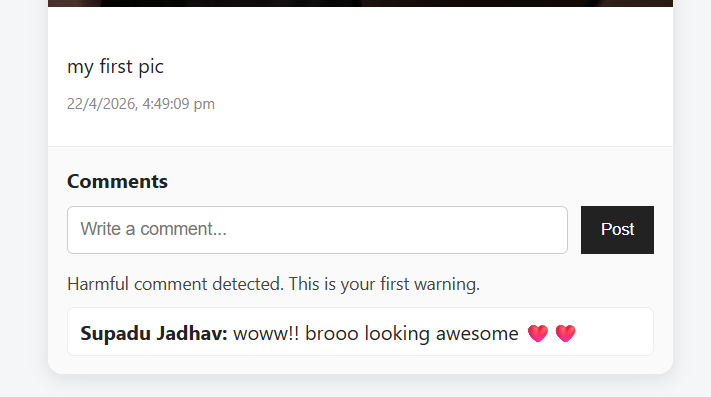 my first pic
22/4/2026, 4:49:09 pm
Comments
Write a comment...
Post
Harmful comment detected. This is your first warning.
Supadu Jadhav: woww!! brooo looking awesome ❤️ ❤️